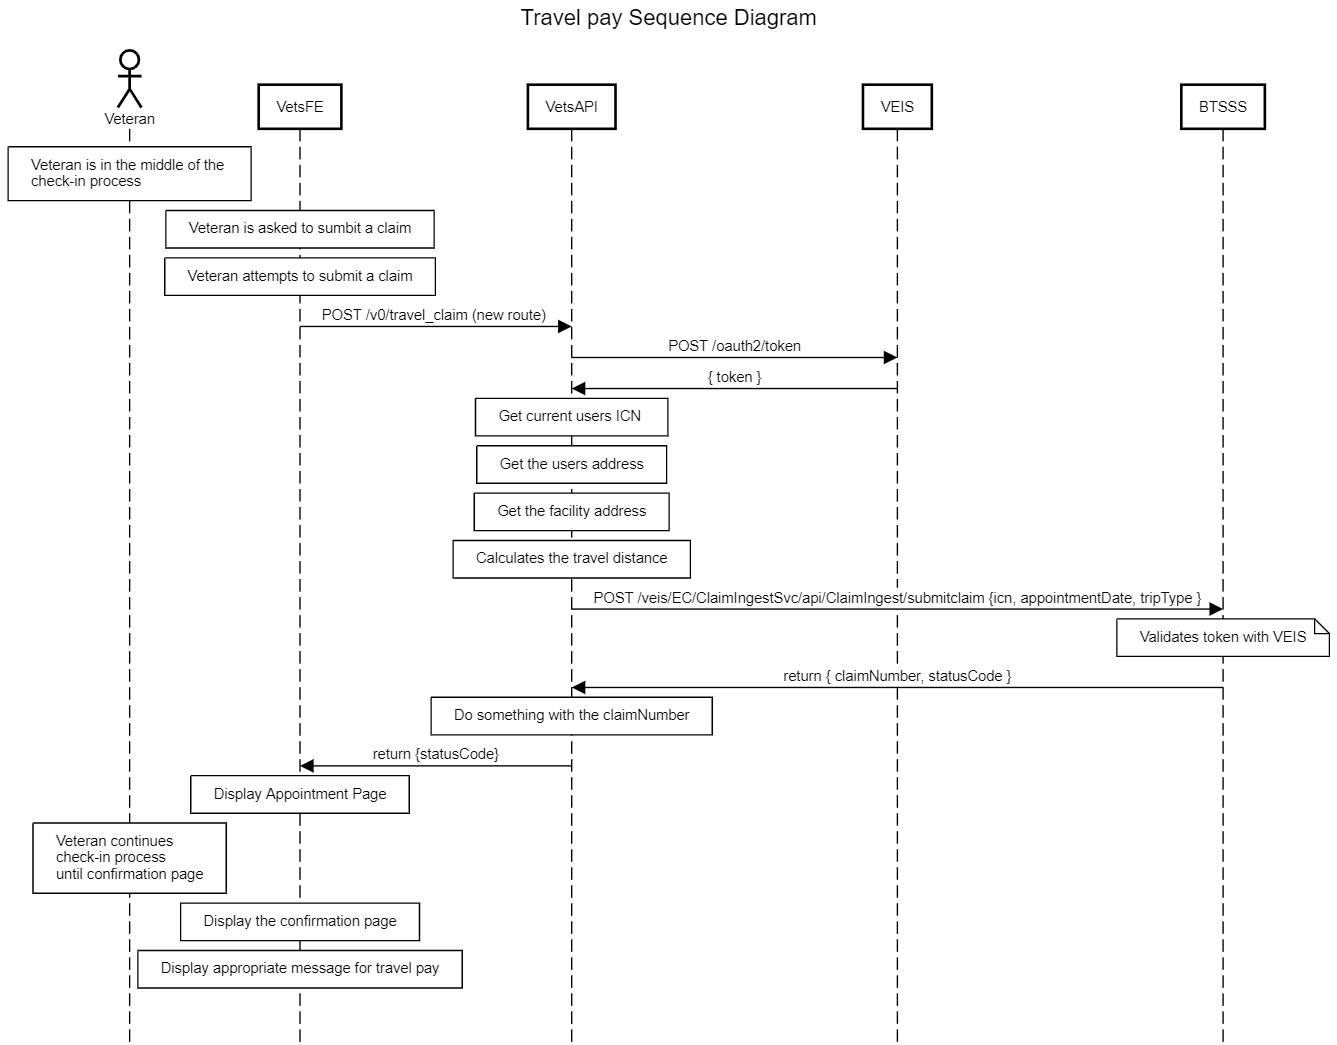 Travel pay Sequence Diagram
Veteran
VetsFE
VetsAPI
VEIS
BTSSS
Veteran is in the middle of the
check-in process
Veteran is asked to sumbit a claim
Veteran attempts to submit a claim
POST /v0/travel_claim (new route)
POST /oauth2/token
{ token }
Get current users ICN
Get the users address
Get the facility address
Calculates the travel distance
POST /veis/EC/ClaimIngestSvc/api/ClaimIngest/submitclaim {icn, appointmentDate, tripType }
Validates token with VEIS
return { claimNumber, statusCode }
Do something with the claimNumber
return {statusCode}
Display Appointment Page
Veteran continues
check-in process
until confirmation page
Display the confirmation page
Display appropriate message for travel pay